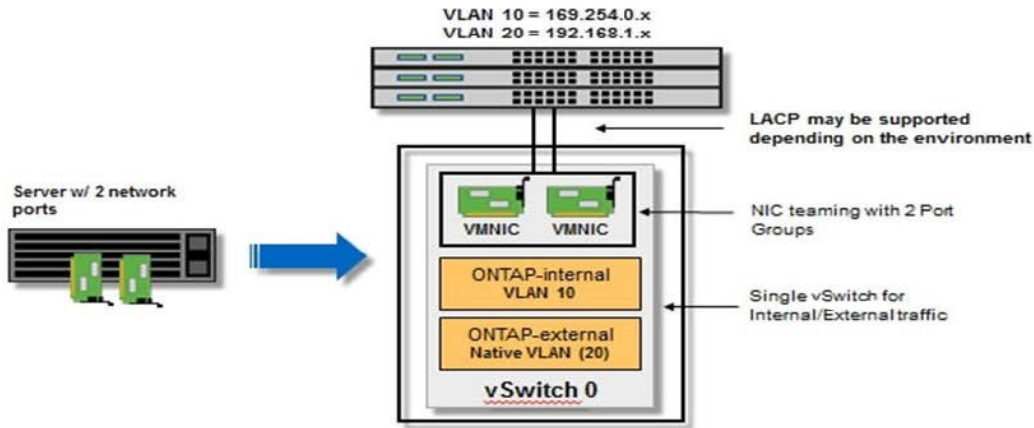 VLAN 10 = 169.254.0.x
VLAN 20 = 192.168.1.x
LACP may be supported
depending on the environment
Server w/ 2 network
ports
VMNIC
VMNIC
NIC teaming with 2 Port
Groups
ONTAP-internal
VLAN 10
Single vSwitch for
Internal/External traffic
ONTAP-external
Native VLAN (20)
vSwitch 0